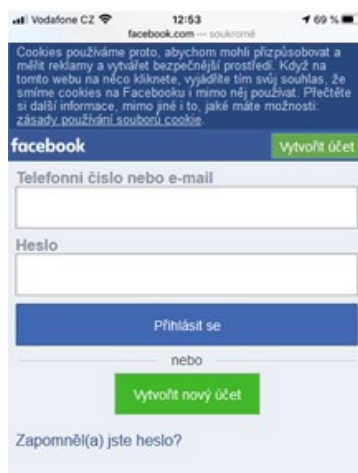 Vodafone CZ 12:53 69 %
facebook.com — soukromé
Cookies používáme proto, abychom mohli přizpůsobovat a
měřit reklamy a vytvářet bezpečnější prostředí. Když na
tomto webu na něco kliknete, vyjádříte tím svůj souhlas, že
smíme cookies na Facebooku i mimo něj používat. Přečtěte
si další informace, mimo jiné i to, jaké máte možnosti:
zásady používání souborů cookie.
facebook Vytvořit účet
Telefonní číslo nebo e-mail
Heslo
Přihlásit se
nebo
Vytvořit nový účet
Zapomněl(a) jste heslo?